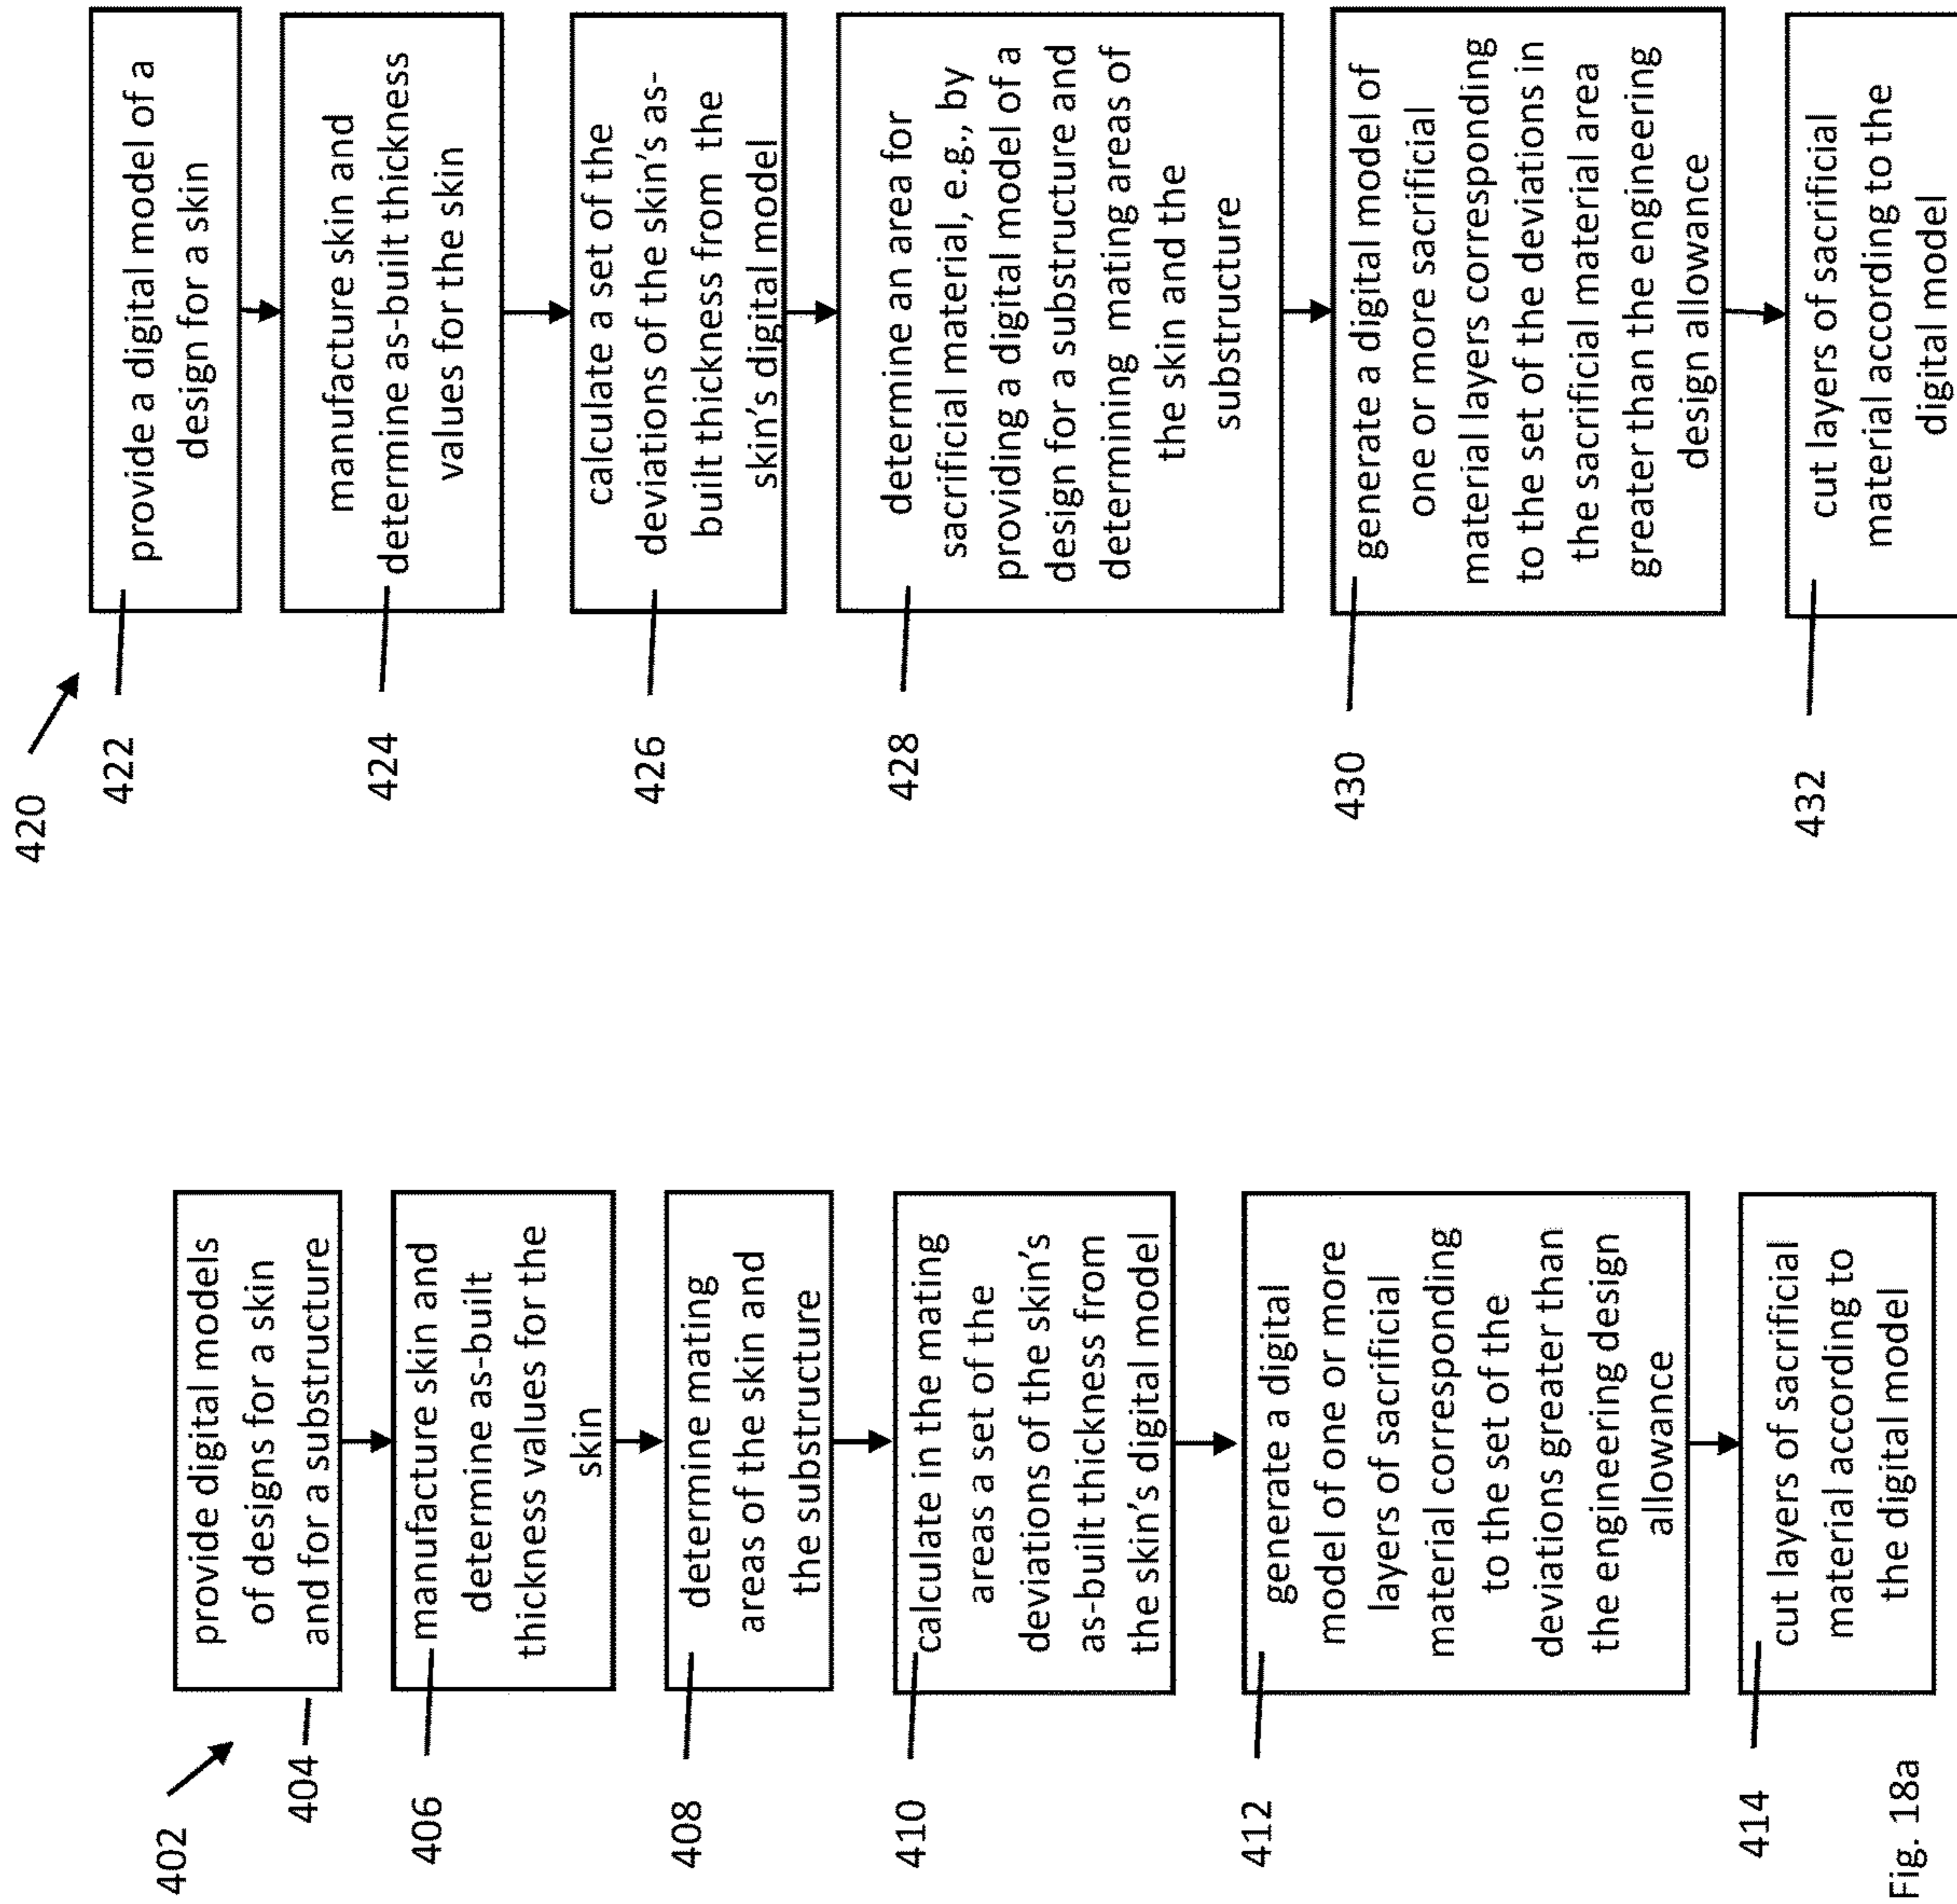 402
404
provide digital models
of designs for a skin
and for a substructure
406
manufacture skin and
determine as-built
thickness values for the
skin
408
determine mating
areas of the skin and
the substructure
410
calculate in the mating
areas a set of the
deviations of the skin's
as-built thickness from
the skin's digital model
412
generate a digital
model of one or more
layers of sacrificial
material corresponding
to the set of the
deviations greater than
the engineering design
allowance
414
cut layers of sacrificial
material according to
the digital model
Fig. 18a
420
422
provide a digital model of a
design for a skin
424
manufacture skin and
determine as-built thickness
values for the skin
426
calculate a set of the
deviations of the skin's as-
built thickness from the
skin's digital model
428
determine an area for
sacrificial material, e.g., by
providing a digital model of a
design for a substructure and
determining mating areas of
the skin and the
substructure
430
generate a digital model of
one or more sacrificial
material layers corresponding
to the set of the deviations in
the sacrificial material area
greater than the engineering
design allowance
432
cut layers of sacrificial
material according to the
digital model